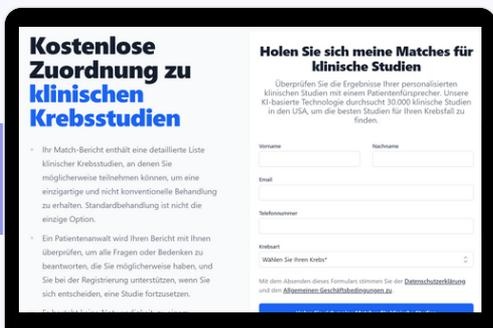 Kostenlose
Zuordnung zu
klinischen
Krebsstudien
Ihr Match-Bericht enthält eine detaillierte Liste
klinischer Krebsstudien, an denen Sie
möglicherweise teilnehmen können, um eine
einzigartige und nicht konventionelle Behandlung
zu erhalten. Standardbehandlung ist nicht die
einzige Option.
Ein Patientenanwalt wird Ihren Bericht mit Ihnen
überprüfen, um alle Fragen oder Bedenken zu
beantworten, die Sie möglicherweise haben, und
Sie bei der Registrierung unterstützen, wenn Sie
sich entscheiden, eine Studie fortzusetzen.
Holen Sie sich meine Matches für
klinische Studien
Überprüfen Sie die Ergebnisse Ihrer personalisierten
klinischen Studien mit einem Patientenfürsprecher. Unsere
KI-basierte Technologie durchsucht 30.000 klinische Studien
in den USA, um die besten Studien für Ihren Krebsfall zu
finden.
Vorname Nachname
Email
Telefonnummer
Krebsart
Wählen Sie Ihren Krebs*
Mit dem Absenden dieses Formulars stimmen Sie der Datenschutzerklärung
und den Allgemeinen Geschäftsbedingungen zu.